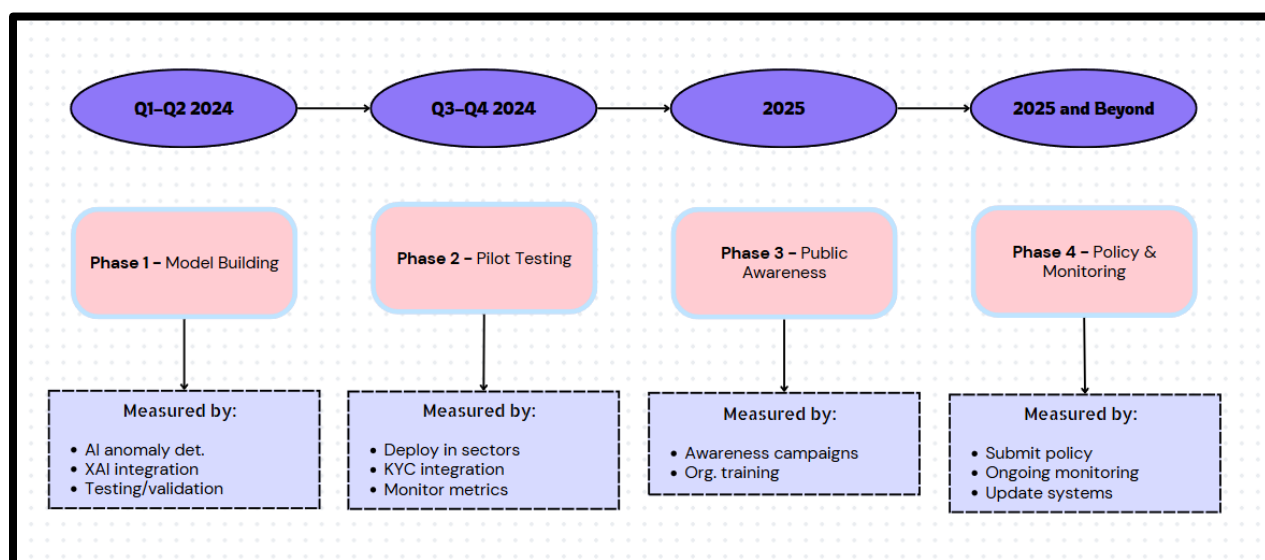 Q1–Q2 2024
Q3–Q4 2024
2025
2025 and Beyond
Phase 1 – Model Building
Phase 2 – Pilot Testing
Phase 3 – Public
Awareness
Phase 4 – Policy &
Monitoring
Measured by:
• AI anomaly det.
• XAI integration
• Testing/validation
Measured by:
• Deploy in sectors
• KYC integration
• Monitor metrics
Measured by:
• Awareness campaigns
• Org. training
Measured by:
• Submit policy
• Ongoing monitoring
• Update systems